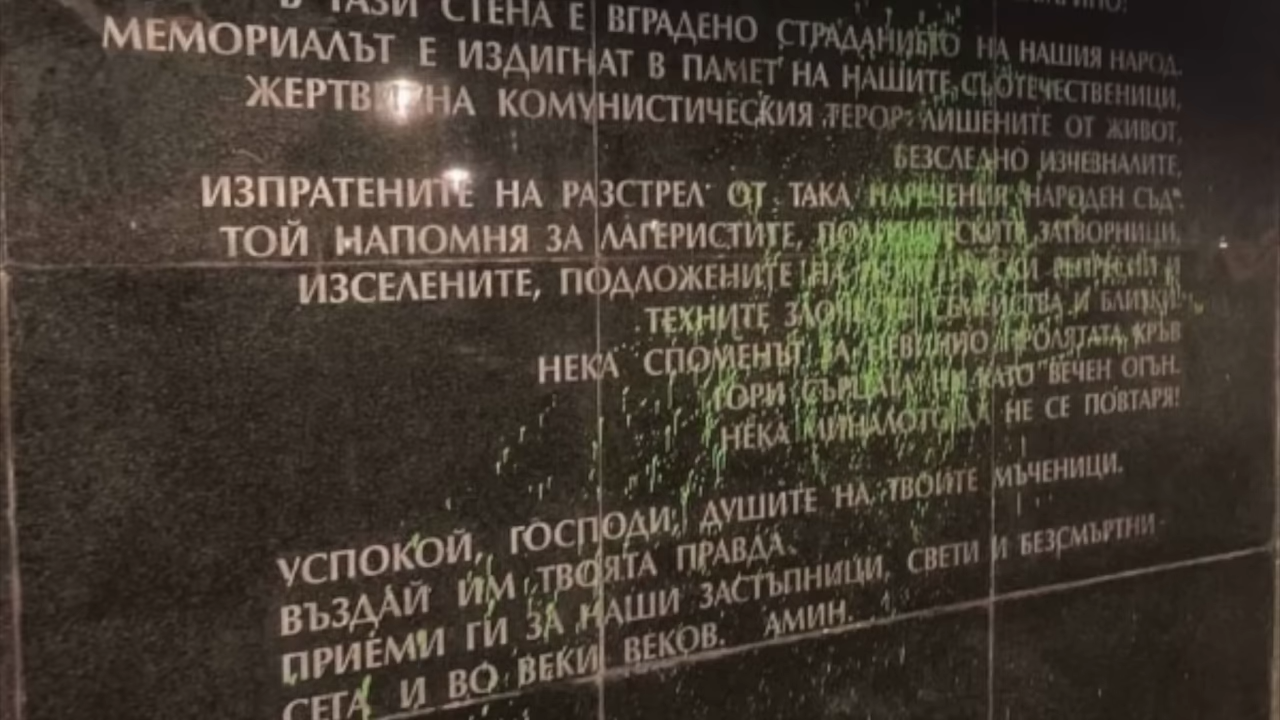 В ТАЗИ СТЕНА Е ВГРАДЕНО СТРАДАНИЕТО НА НАШИЯ НАРОД.
МЕМОРИАЛЪТ Е ИЗДИГНАТ В ПАМЕТ НА НАШИТЕ СЪОТЕЧЕСТВЕНИЦИ,
ЖЕРТВИ НА КОМУНИСТИЧЕСКИЯ ТЕРОР: ЛИШЕНИТЕ ОТ ЖИВОТ,
БЕЗСЛЕДНО ИЗЧЕЗНАЛИТЕ,
ИЗПРАТЕНИТЕ НА РАЗСТРЕЛ ОТ ТАКА НАРЕЧЕНИЯ "НАРОДЕН СЪД".
ТОЙ НАПОМНЯ ЗА ЛАГЕРИСТИТЕ, ПОЛИТИЧЕСКИТЕ ЗАТВОРНИЦИ,
ИЗСЕЛЕНИТЕ, ПОДЛОЖЕНИТЕ НА ПОЛИТИЧЕСКИ РЕПРЕСИИ И
ТЕХНИТЕ ЗЛОЧЕСТИ СЕМЕЙСТВА И БЛИЗКИ.
НЕКА СПОМЕНЪТ ЗА НЕВИННО ПРОЛЯТАТА КРЪВ
ГОРИ СЪРЦАТА НИ КАТО ВЕЧЕН ОГЪН.
НЕКА МИНАЛОТО ДА НЕ СЕ ПОВТАРЯ!
УСПОКОЙ, ГОСПОДИ, ДУШИТЕ НА ТВОИТЕ МЪЧЕНИЦИ.
ВЪЗДАЙ ИМ ТВОЯТА ПРАВДА.
ПРИЕМИ ГИ ЗА НАШИ ЗАСТЪПНИЦИ, СВЕТИ И БЕЗСМЪРТНИ -
СЕГА И ВО ВЕКИ ВЕКОВ. АМИН.